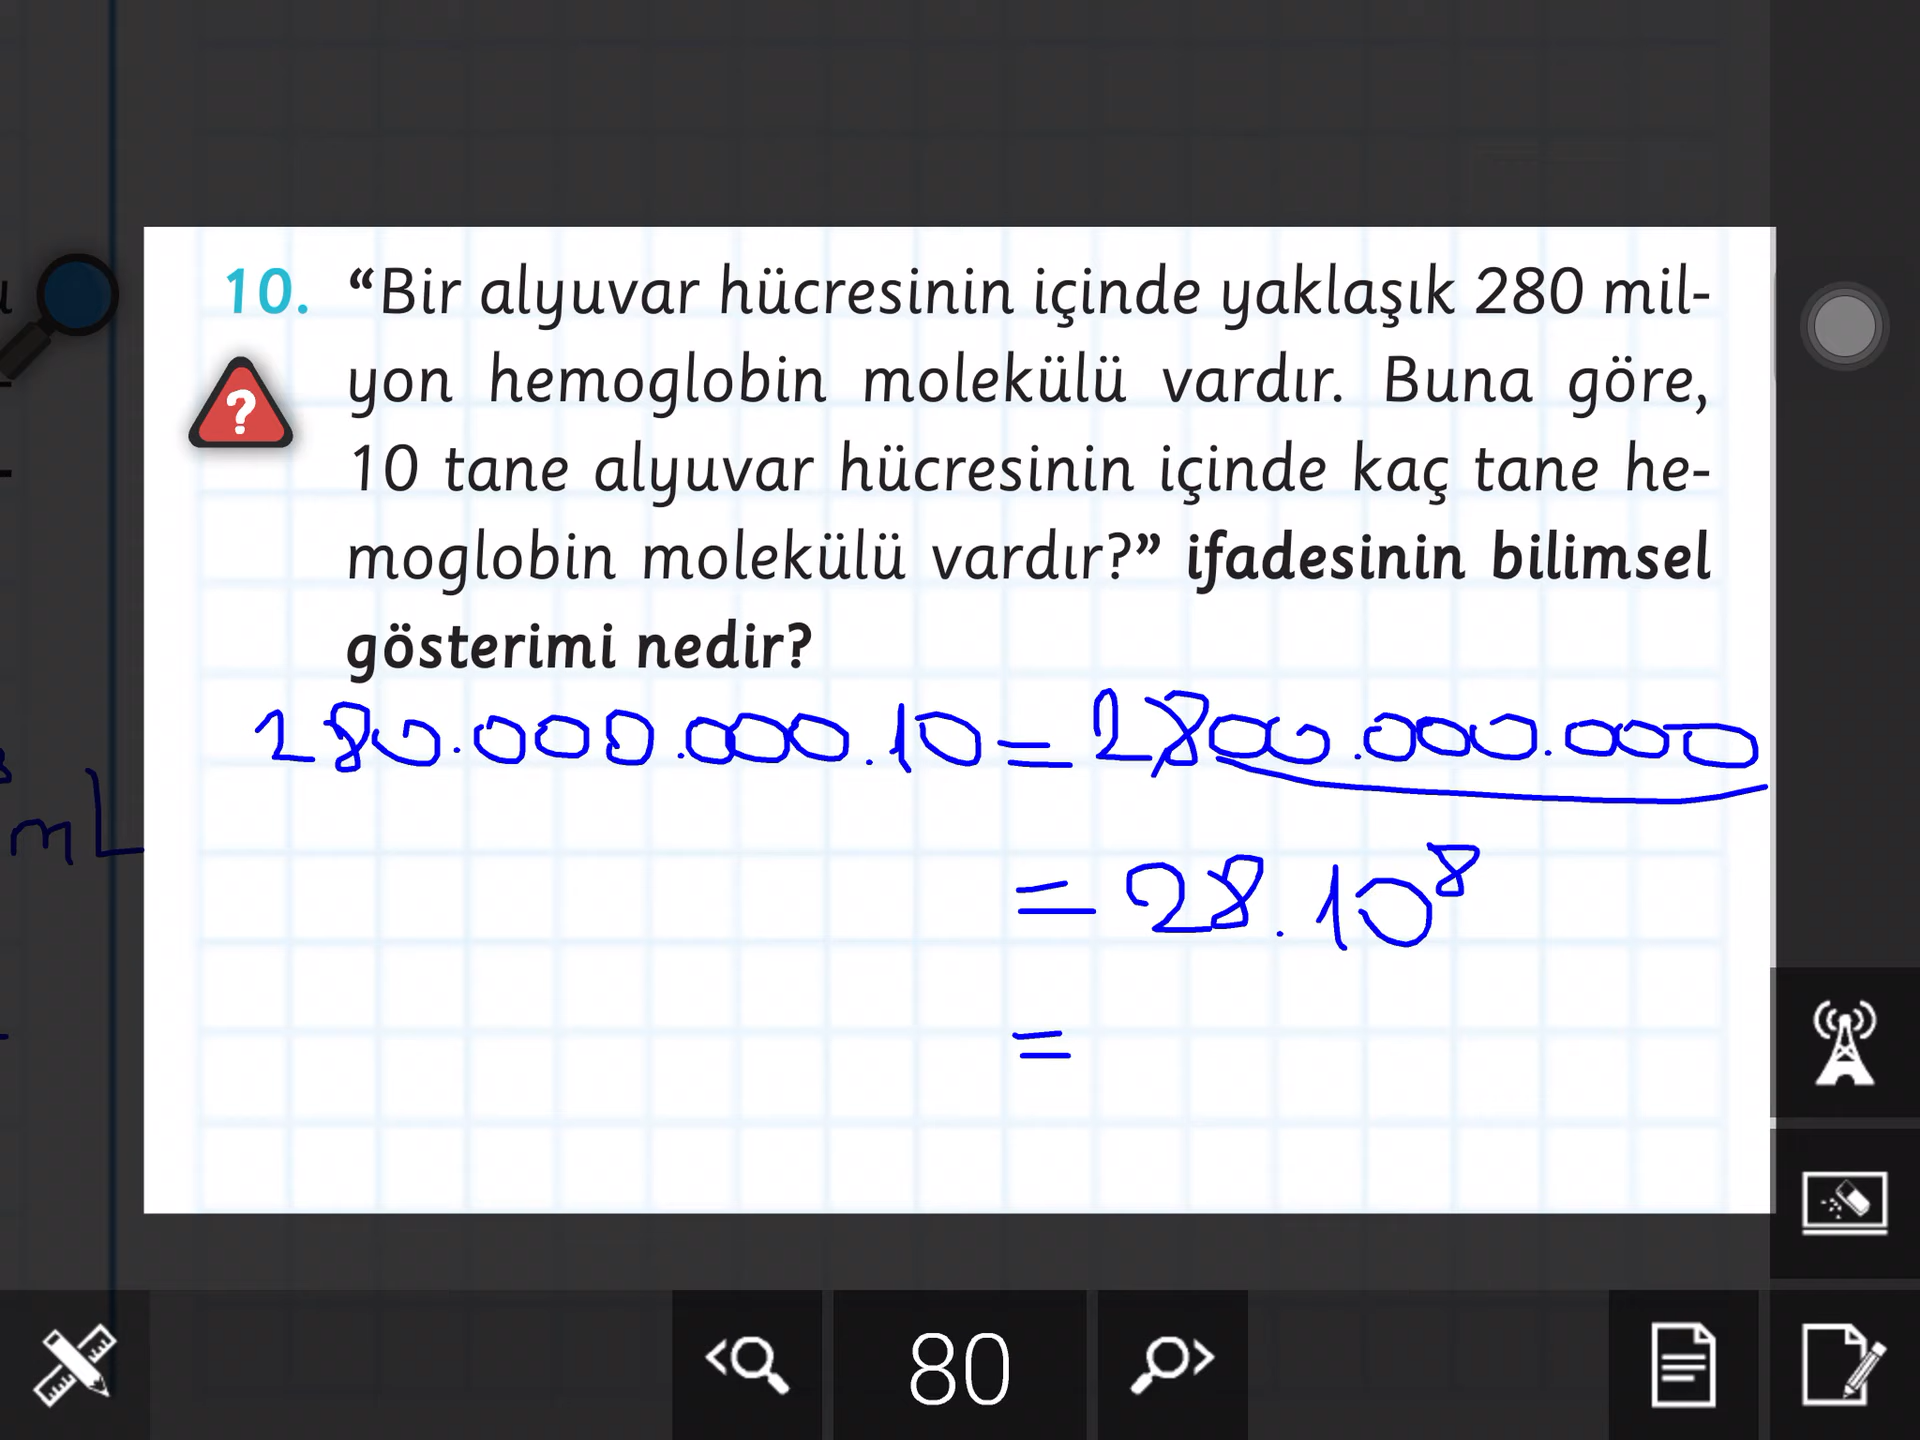 10. “Bir alyuvar hücresinin içinde yaklaşık 280 mil-
yon hemoglobin molekülü vardır. Buna göre,
10 tane alyuvar hücresinin içinde kaç tane he-
moglobin molekülü vardır?” ifadesinin bilimsel
gösterimi nedir?
?
280.000.000.10=2800.000.000
=28.10⁸
=
mL
80